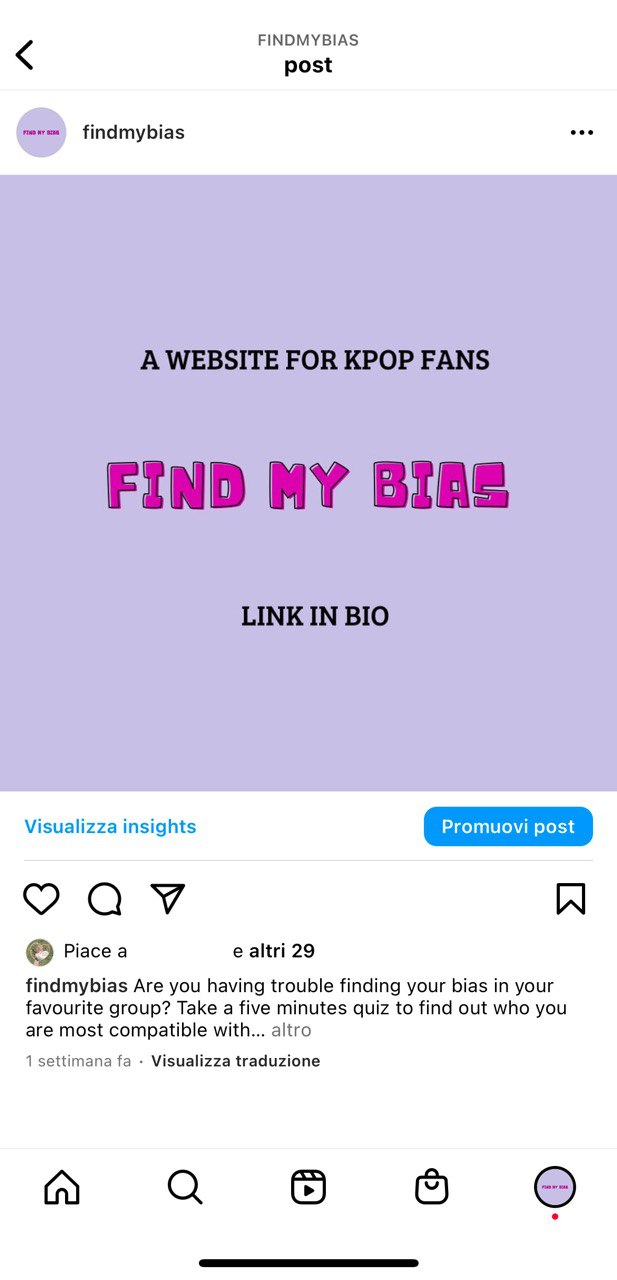 FINDMYBIAS
post
FIND MY BIAS
findmybias
A WEBSITE FOR KPOP FANS
FIND MY BIAS
LINK IN BIO
Visualizza insights
Promuovi post
Piace a e altri 29
findmybias Are you having trouble finding your bias in your
favourite group? Take a five minutes quiz to find out who you
are most compatible with... altro
1 settimana fa · Visualizza traduzione
FIND MY BIAS